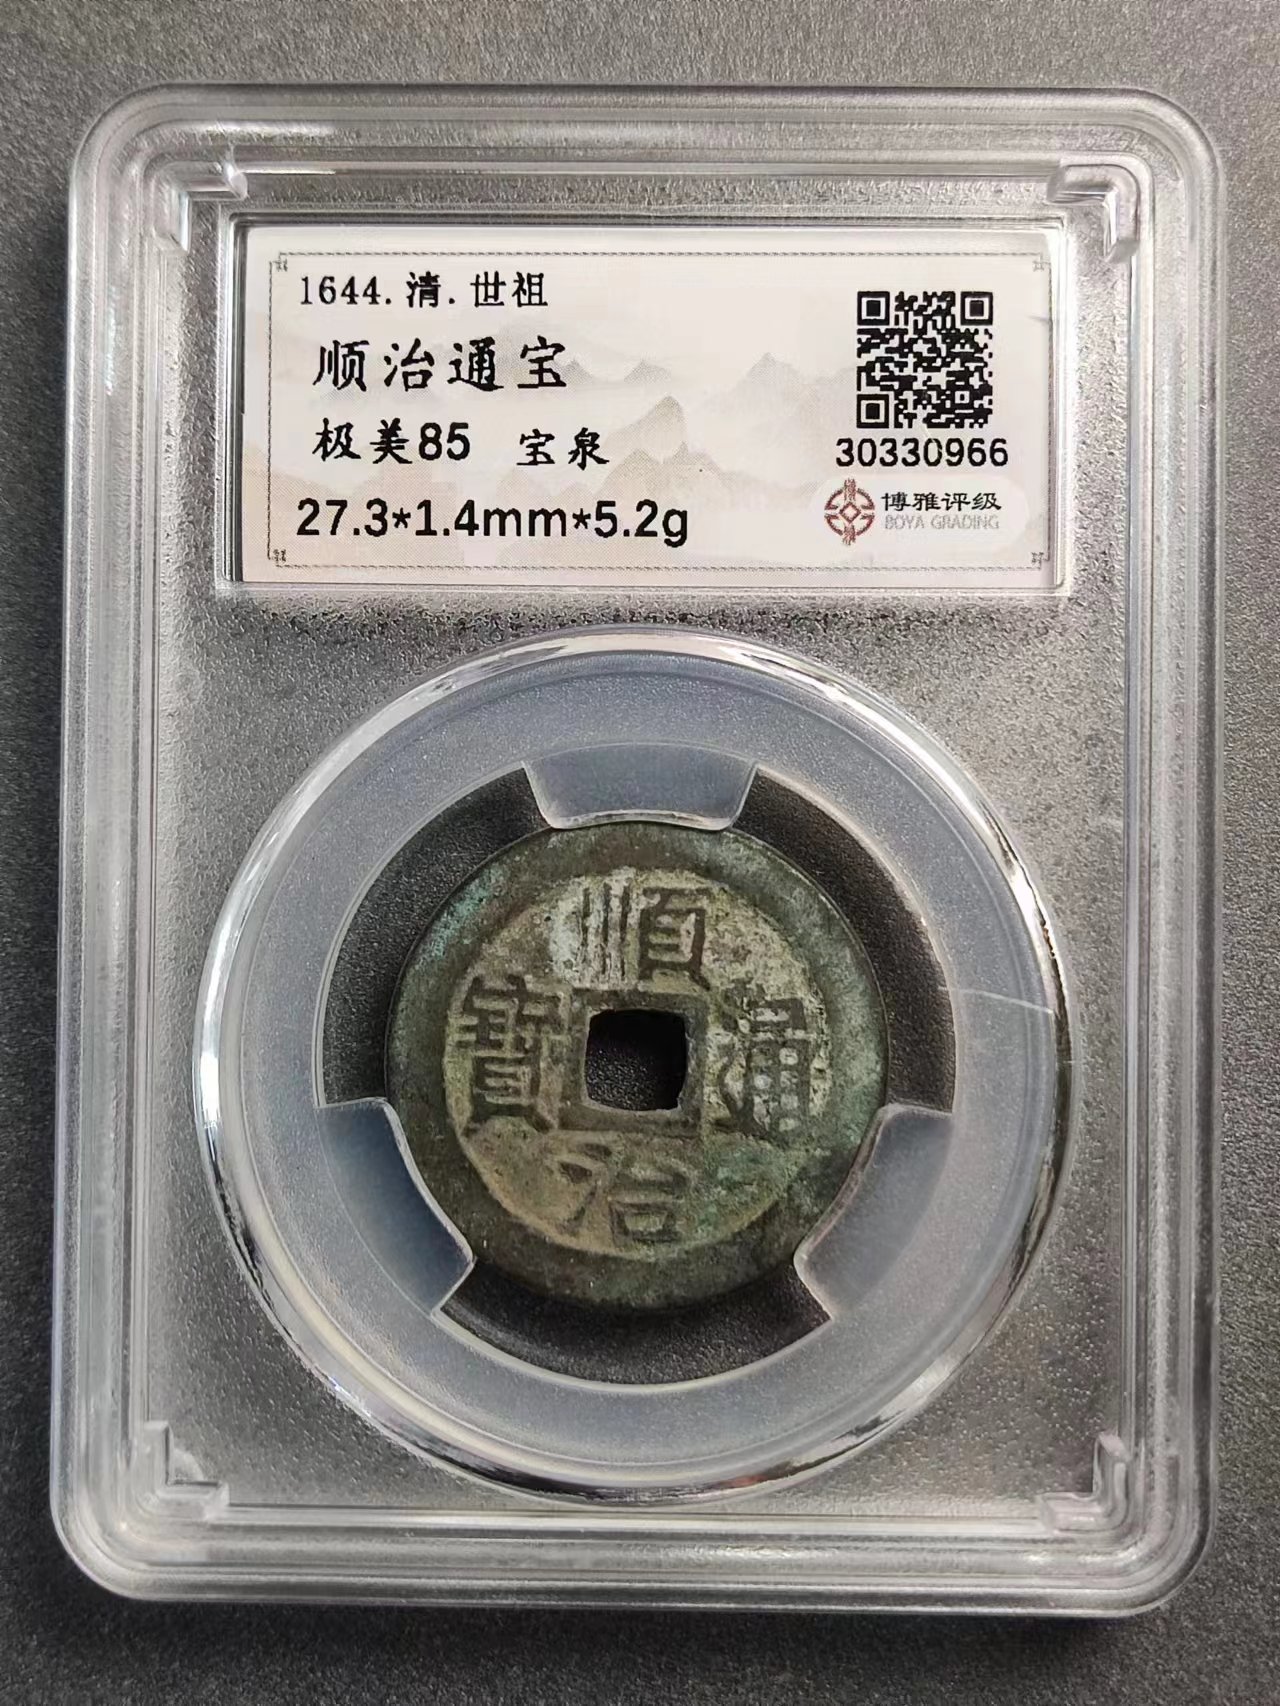 1644.清.世祖
顺治通宝
极美85 宝泉
27.3*1.4mm*5.2g
30330966
博雅评级
BOYA GRADING
順治通寶